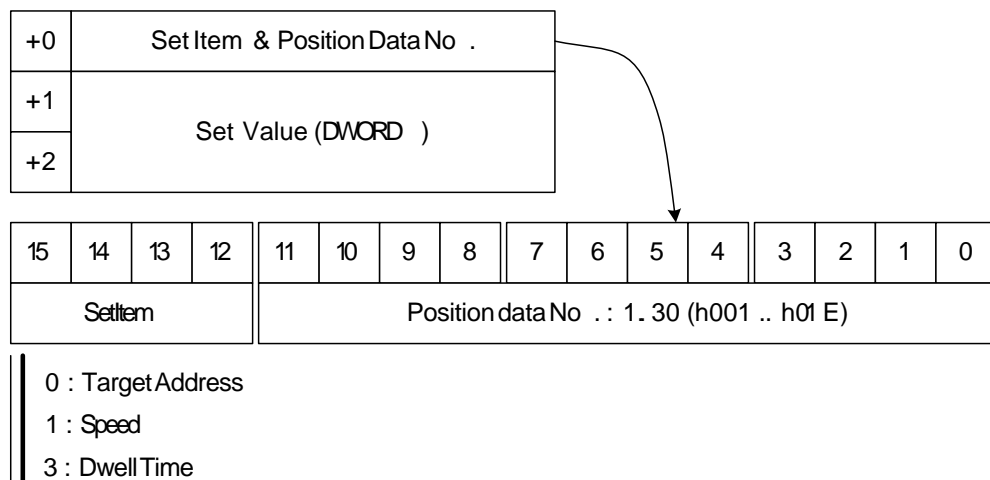 +0 Set Item & Position Data No .
+1
Set Value (DWORD )
+2
15 14 13 12 11 10 9 8 7 6 5 4 3 2 1 0
SetItem Position data No . : 1.. 30 (h001 .. h01E)
0 : Target Address
1 : Speed
3 : Dwell Time